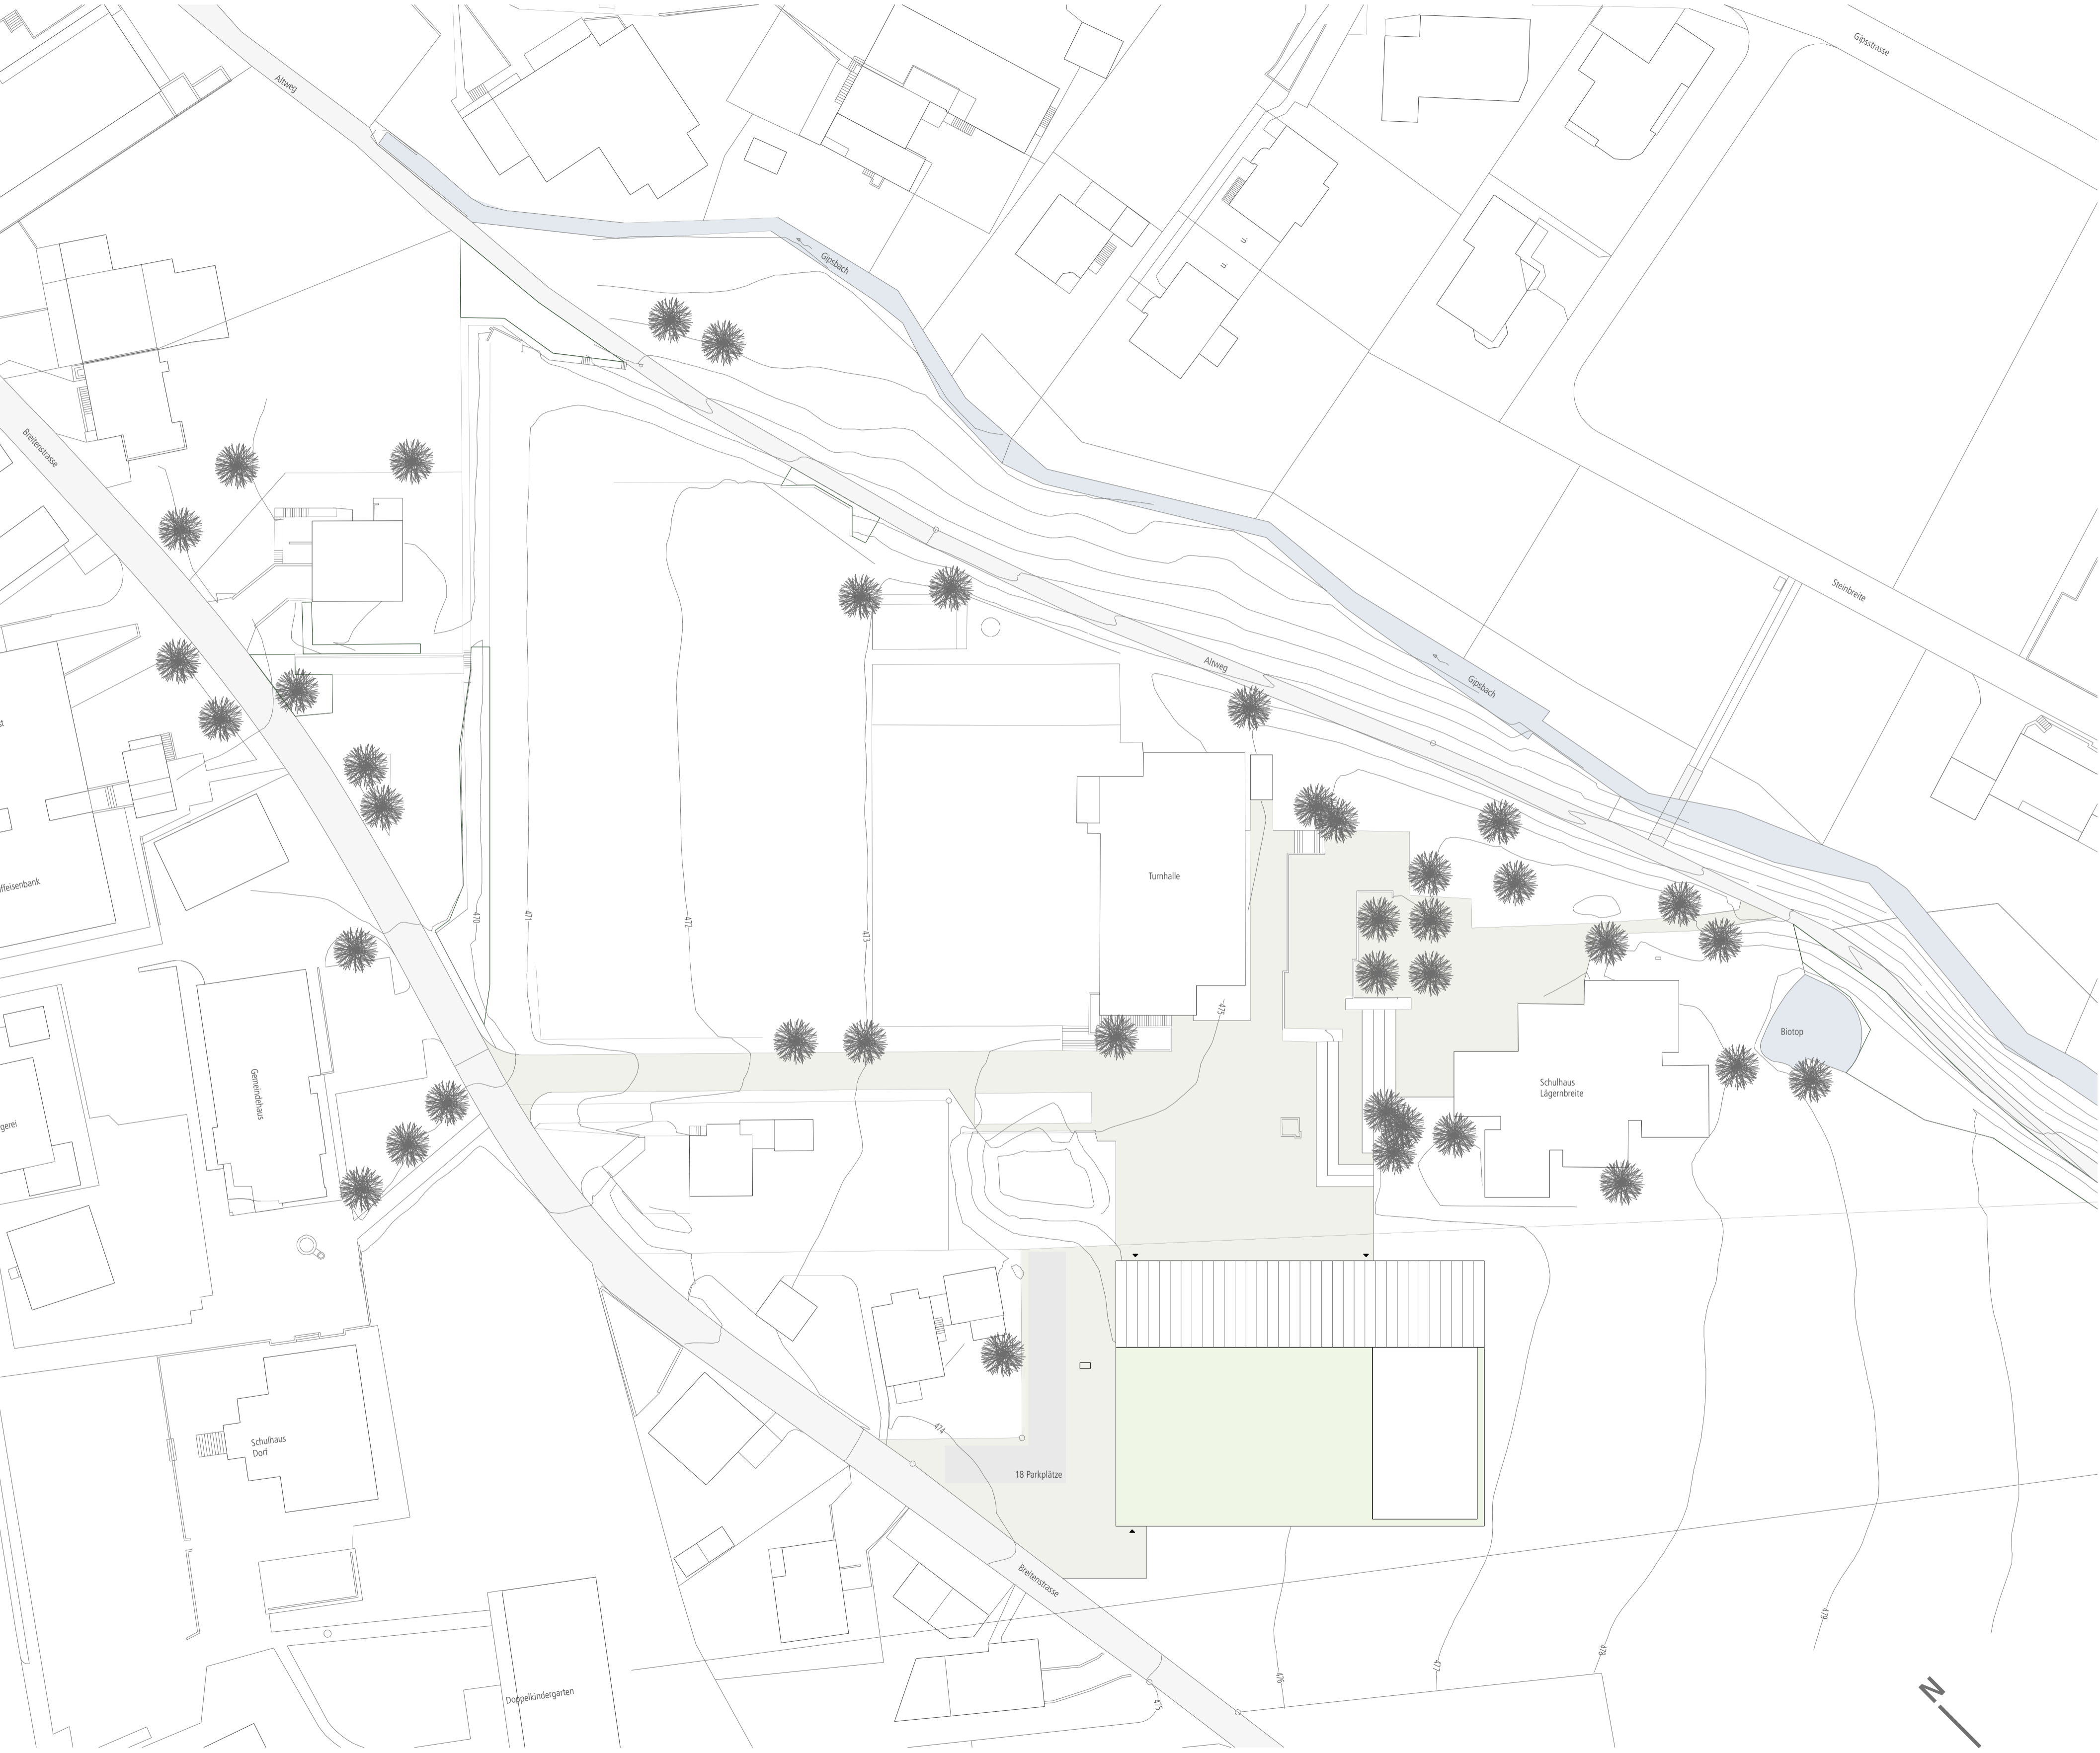 Gipsstrasse
Altweg
Gipsbach
Breitenstrasse
u.
u.
Steinbreite
Altweg
Gipsbach
Turnhalle
470
471
472
473
475
Biotop
Gemeindehaus
Schulhaus
Lägernbreite
Schulhaus
Dorf
474
18 Parkplätze
Breitenstrasse
479
478
477
476
475
Doppelkindergarten
N